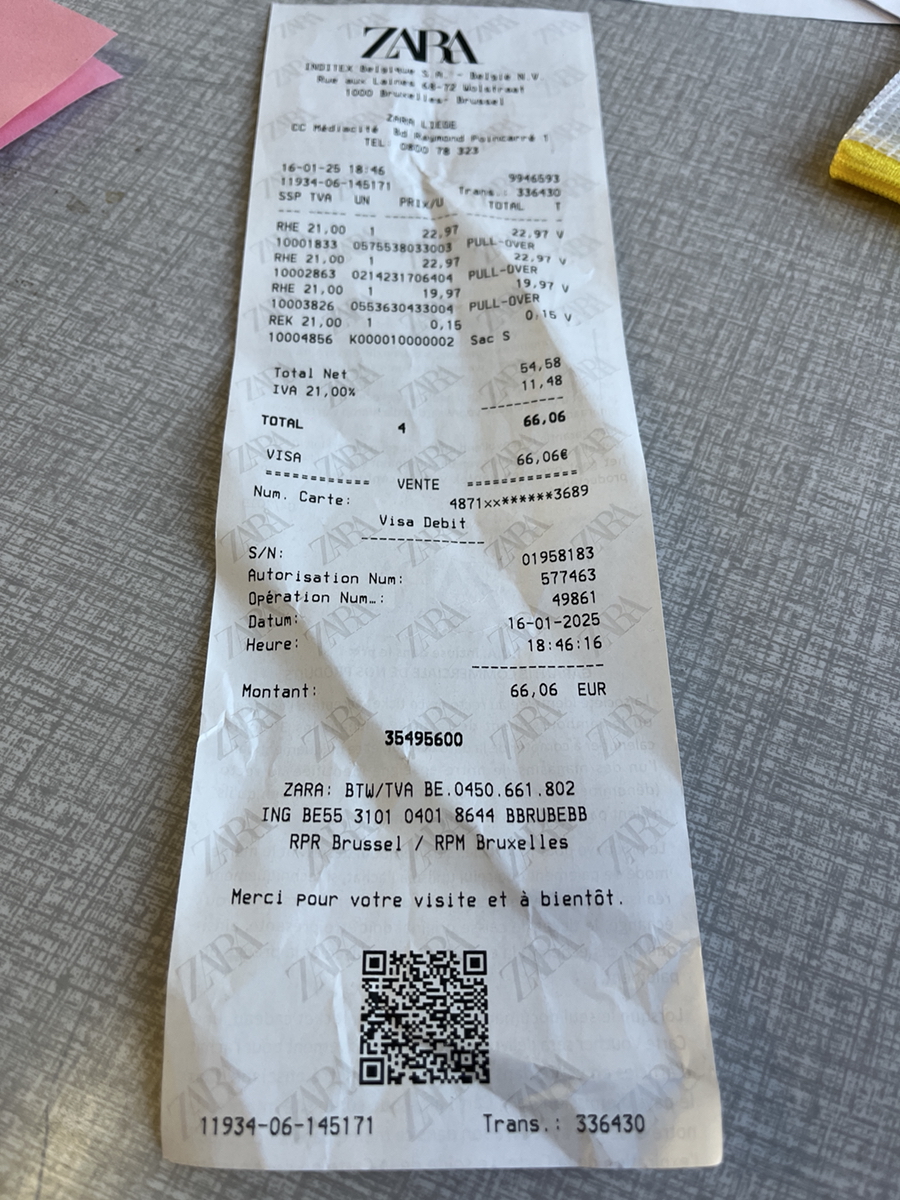 ZARA
INDITEX Belgique S.A. - België N.V.
Rue aux Laines 68-72 Wolstraat
1000 Bruxelles- Brussel
ZARA LIEGE
CC Médiacité Bd Raymond Poincarré 1
TEL: 0800 78 323
16-01-25 18:46 9946593
11934-06-145171 Trans.: 336430
SSP TVA UN PRIX/U TOTAL T
--- --- --- --- --- ---
RHE 21,00 1 22,97 22,97 V
10001833 0575538033003 PULL-OVER
RHE 21,00 1 22,97 22,97 V
10002863 0214231706404 PULL-OVER
RHE 21,00 1 19,97 19,97 V
10003826 0553630433004 PULL-OVER
REK 21,00 1 0,15 0,15 V
10004856 K000010000002 Sac S
Total Net 54,58
IVA 21,00% 11,48
----------
TOTAL 4 66,06
VISA 66,06€
============ VENTE ============
Num. Carte: 4871xx******3689
Visa Debit
--------------
S/N: 01958183
Autorisation Num: 577463
Opération Num…: 49861
Datum: 16-01-2025
Heure: 18:46:16
--------------
Montant: 66,06 EUR
35495600
ZARA: BTW/TVA BE.0450.661.802
ING BE55 3101 0401 8644 BBRUBEBB
RPR Brussel / RPM Bruxelles
Merci pour votre visite et à bientôt.
11934-06-145171 Trans.: 336430